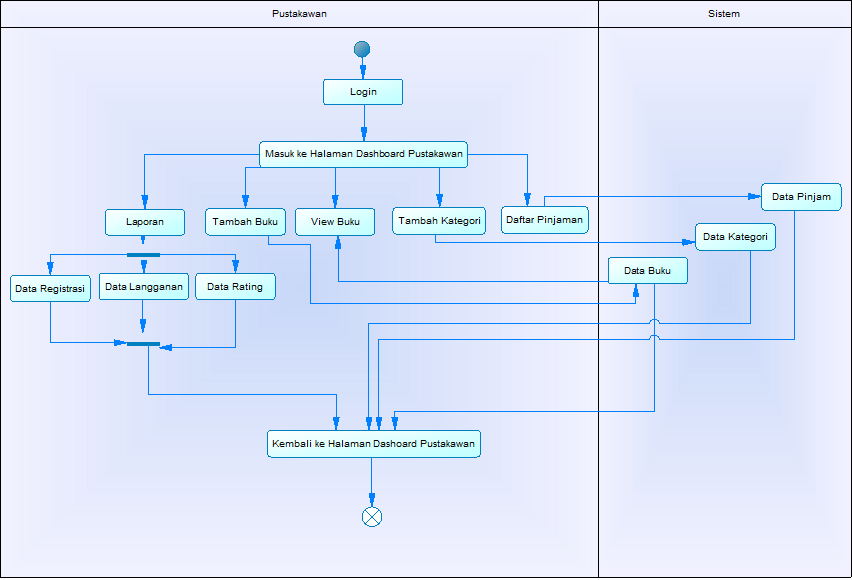 Pustakawan
Sistem
Login
Masuk ke Halaman Dashboard Pustakawan
Data Pinjam
Laporan
Tambah Buku
View Buku
Tambah Kategori
Daftar Pinjaman
Data Kategori
Data Buku
Data Registrasi
Data Langganan
Data Rating
Kembali ke Halaman Dashoard Pustakawan